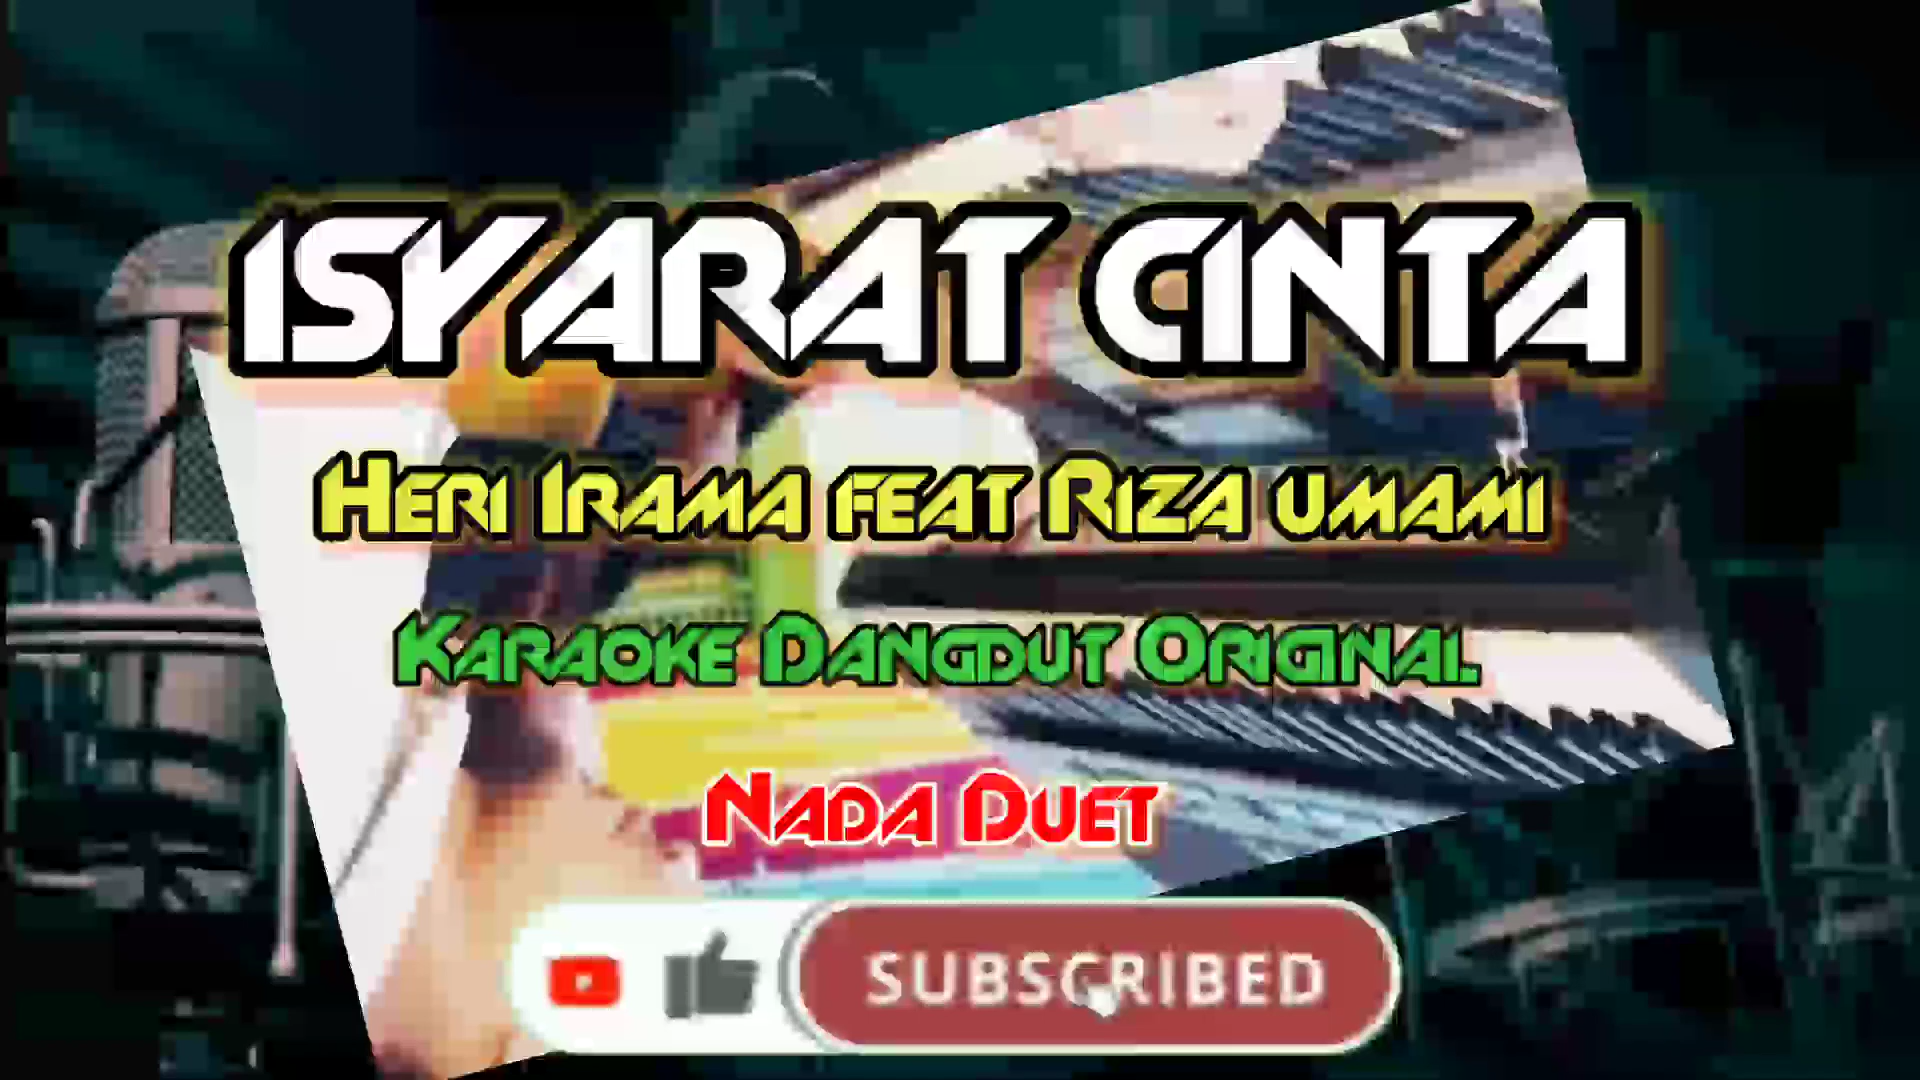 ISYARAT CINTA
HERI IRAMA FEAT RIZA UMAMI
KARAOKE DANGDUT ORIGINAL
NADA DUET
SUBSCRIBED